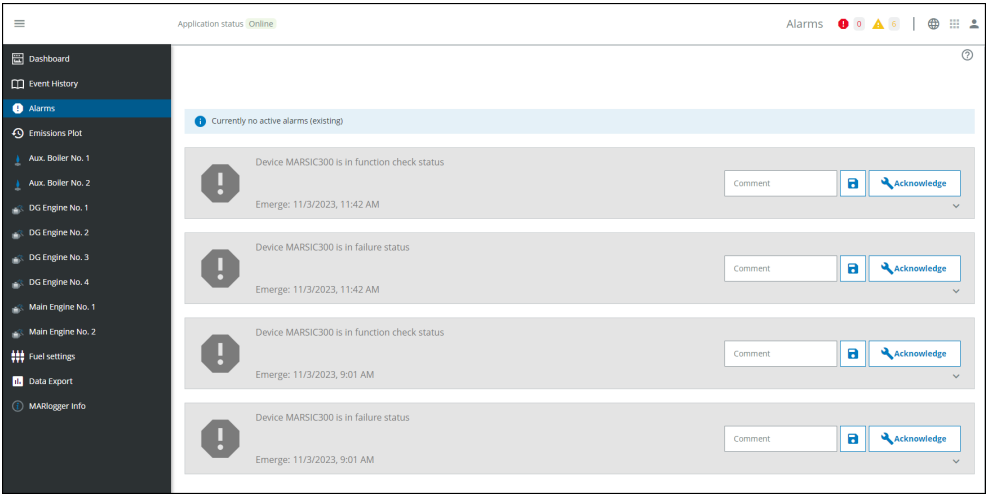 Application status Online
Alarms 0 6
Dashboard
Event History
Alarms
Emissions Plot
Aux. Boiler No. 1
Aux. Boiler No. 2
DG Engine No. 1
DG Engine No. 2
DG Engine No. 3
DG Engine No. 4
Main Engine No. 1
Main Engine No. 2
Fuel settings
Data Export
MARlogger Info
Currently no active alarms (existing)
Device MARSIC300 is in function check status
Comment
Acknowledge
Emerge: 11/3/2023, 11:42 AM
Device MARSIC300 is in failure status
Comment
Acknowledge
Emerge: 11/3/2023, 11:42 AM
Device MARSIC300 is in function check status
Comment
Acknowledge
Emerge: 11/3/2023, 9:01 AM
Device MARSIC300 is in failure status
Comment
Acknowledge
Emerge: 11/3/2023, 9:01 AM